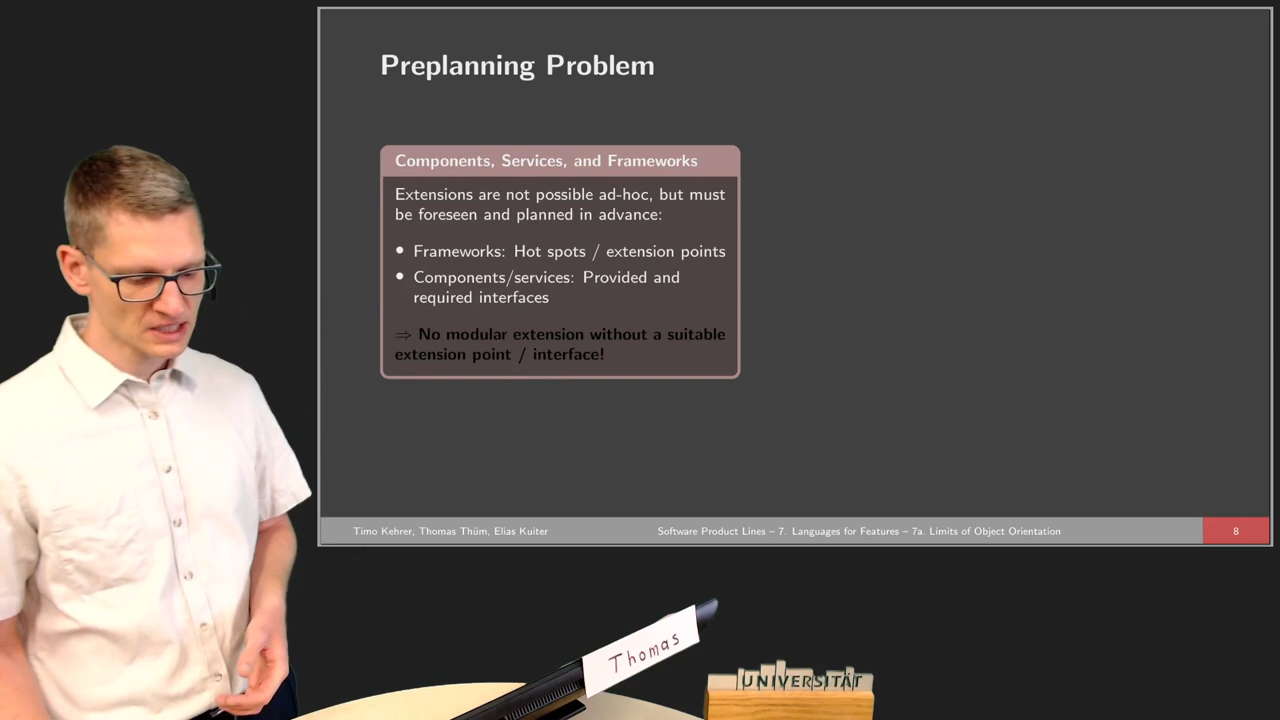 Preplanning Problem
Components, Services, and Frameworks
Extensions are not possible ad-hoc, but must
be foreseen and planned in advance:
• Frameworks: Hot spots / extension points
• Components/services: Provided and
required interfaces
⇒ No modular extension without a suitable
extension point / interface!
Timo Kehrer, Thomas Thüm, Elias Kuiter
Software Product Lines – 7. Languages for Features – 7a. Limits of Object Orientation
8
Thomas
UNIVERSITÄT